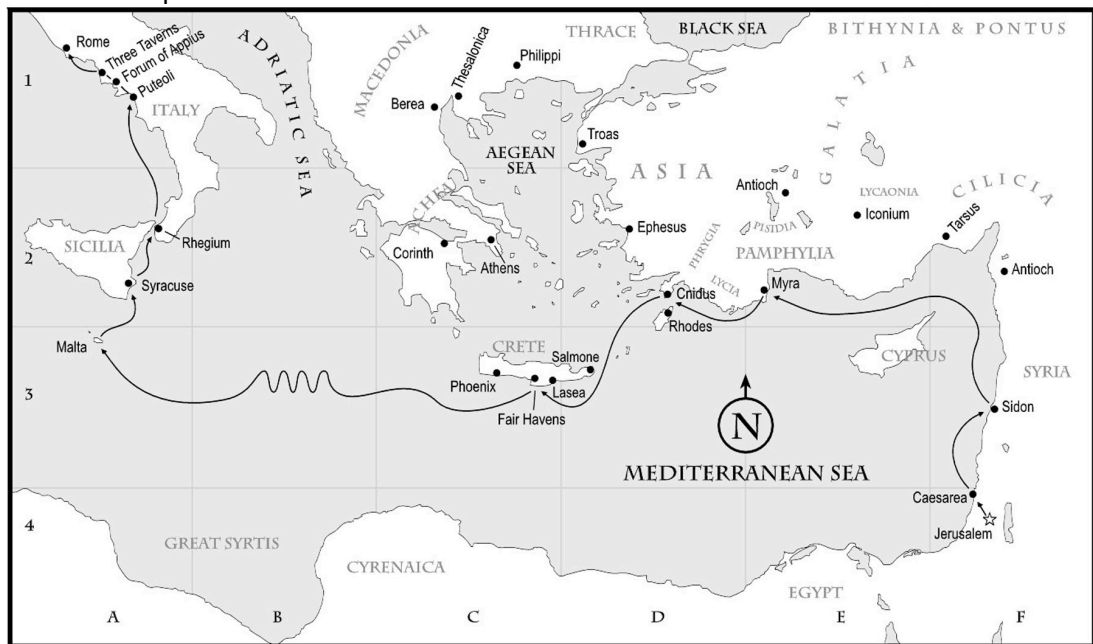 BLACK SEA
BITHYNIA & PONTUS
THRACE
Rome
Three Taverns
Forum of Appius
Puteoli
ADRIATIC SEA
MACEDONIA
Thessalonica
Philippi
GALATIA
1
ITALY
Berea
Troas
AEGEAN
SEA
ASIA
Antioch
LYCAONIA
CILICIA
ACHEAU
Iconium
Tarsus
PISIDIA
Ephesus
PHRYGIA
SICILIA
Rhegium
Corinth
Athens
PAMPHYLIA
2
Antioch
Syracuse
LYCIA
Myra
Cnidus
Rhodes
Malta
CRETE
Salmone
CYPRUS
SYRIA
Phoenix
Lasea
3
Fair Havens
Sidon
N
MEDITERRANEAN SEA
Caesarea
4
Jerusalem
GREAT SYRTIS
CYRENAICA
EGYPT
A
B
C
D
E
F